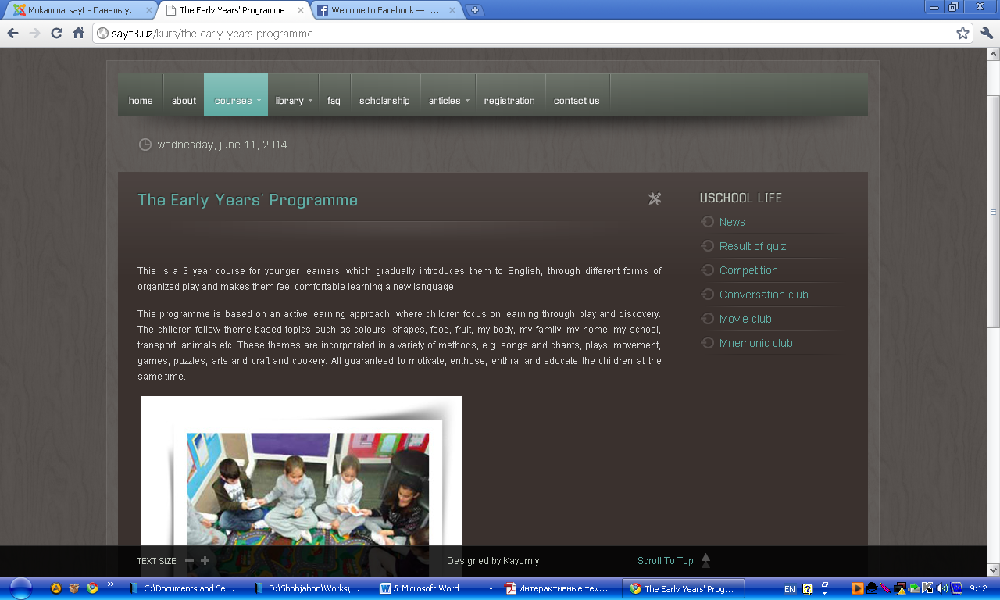 Mukammal sayt - Панель у...
The Early Years' Programme
Welcome to Facebook — L...
sayt3.uz/kurs/the-early-years-programme
home about courses library faq scholarship articles registration contact us
wednesday, june 11, 2014
The Early Years' Programme
This is a 3 year course for younger learners, which gradually introduces them to English, through different forms of
organized play and makes them feel comfortable learning a new language.
This programme is based on an active learning approach, where children focus on learning through play and discovery.
The children follow theme-based topics such as colours, shapes, food, fruit, my body, my family, my home, my school,
transport, animals etc. These themes are incorporated in a variety of methods, e.g. songs and chants, plays, movement,
games, puzzles, arts and craft and cookery. All guaranteed to motivate, enthuse, enthral and educate the children at the
same time.
USCHOOL LIFE
News
Result of quiz
Competition
Conversation club
Movie club
Mnemonic club
TEXT SIZE
Designed by Kayumiy
Scroll To Top
C:\Documents and Se...
D:\Shohjahon\Works\...
5 Microsoft Word
Интерактивные тех...
The Early Years' Prog...
EN
9:12